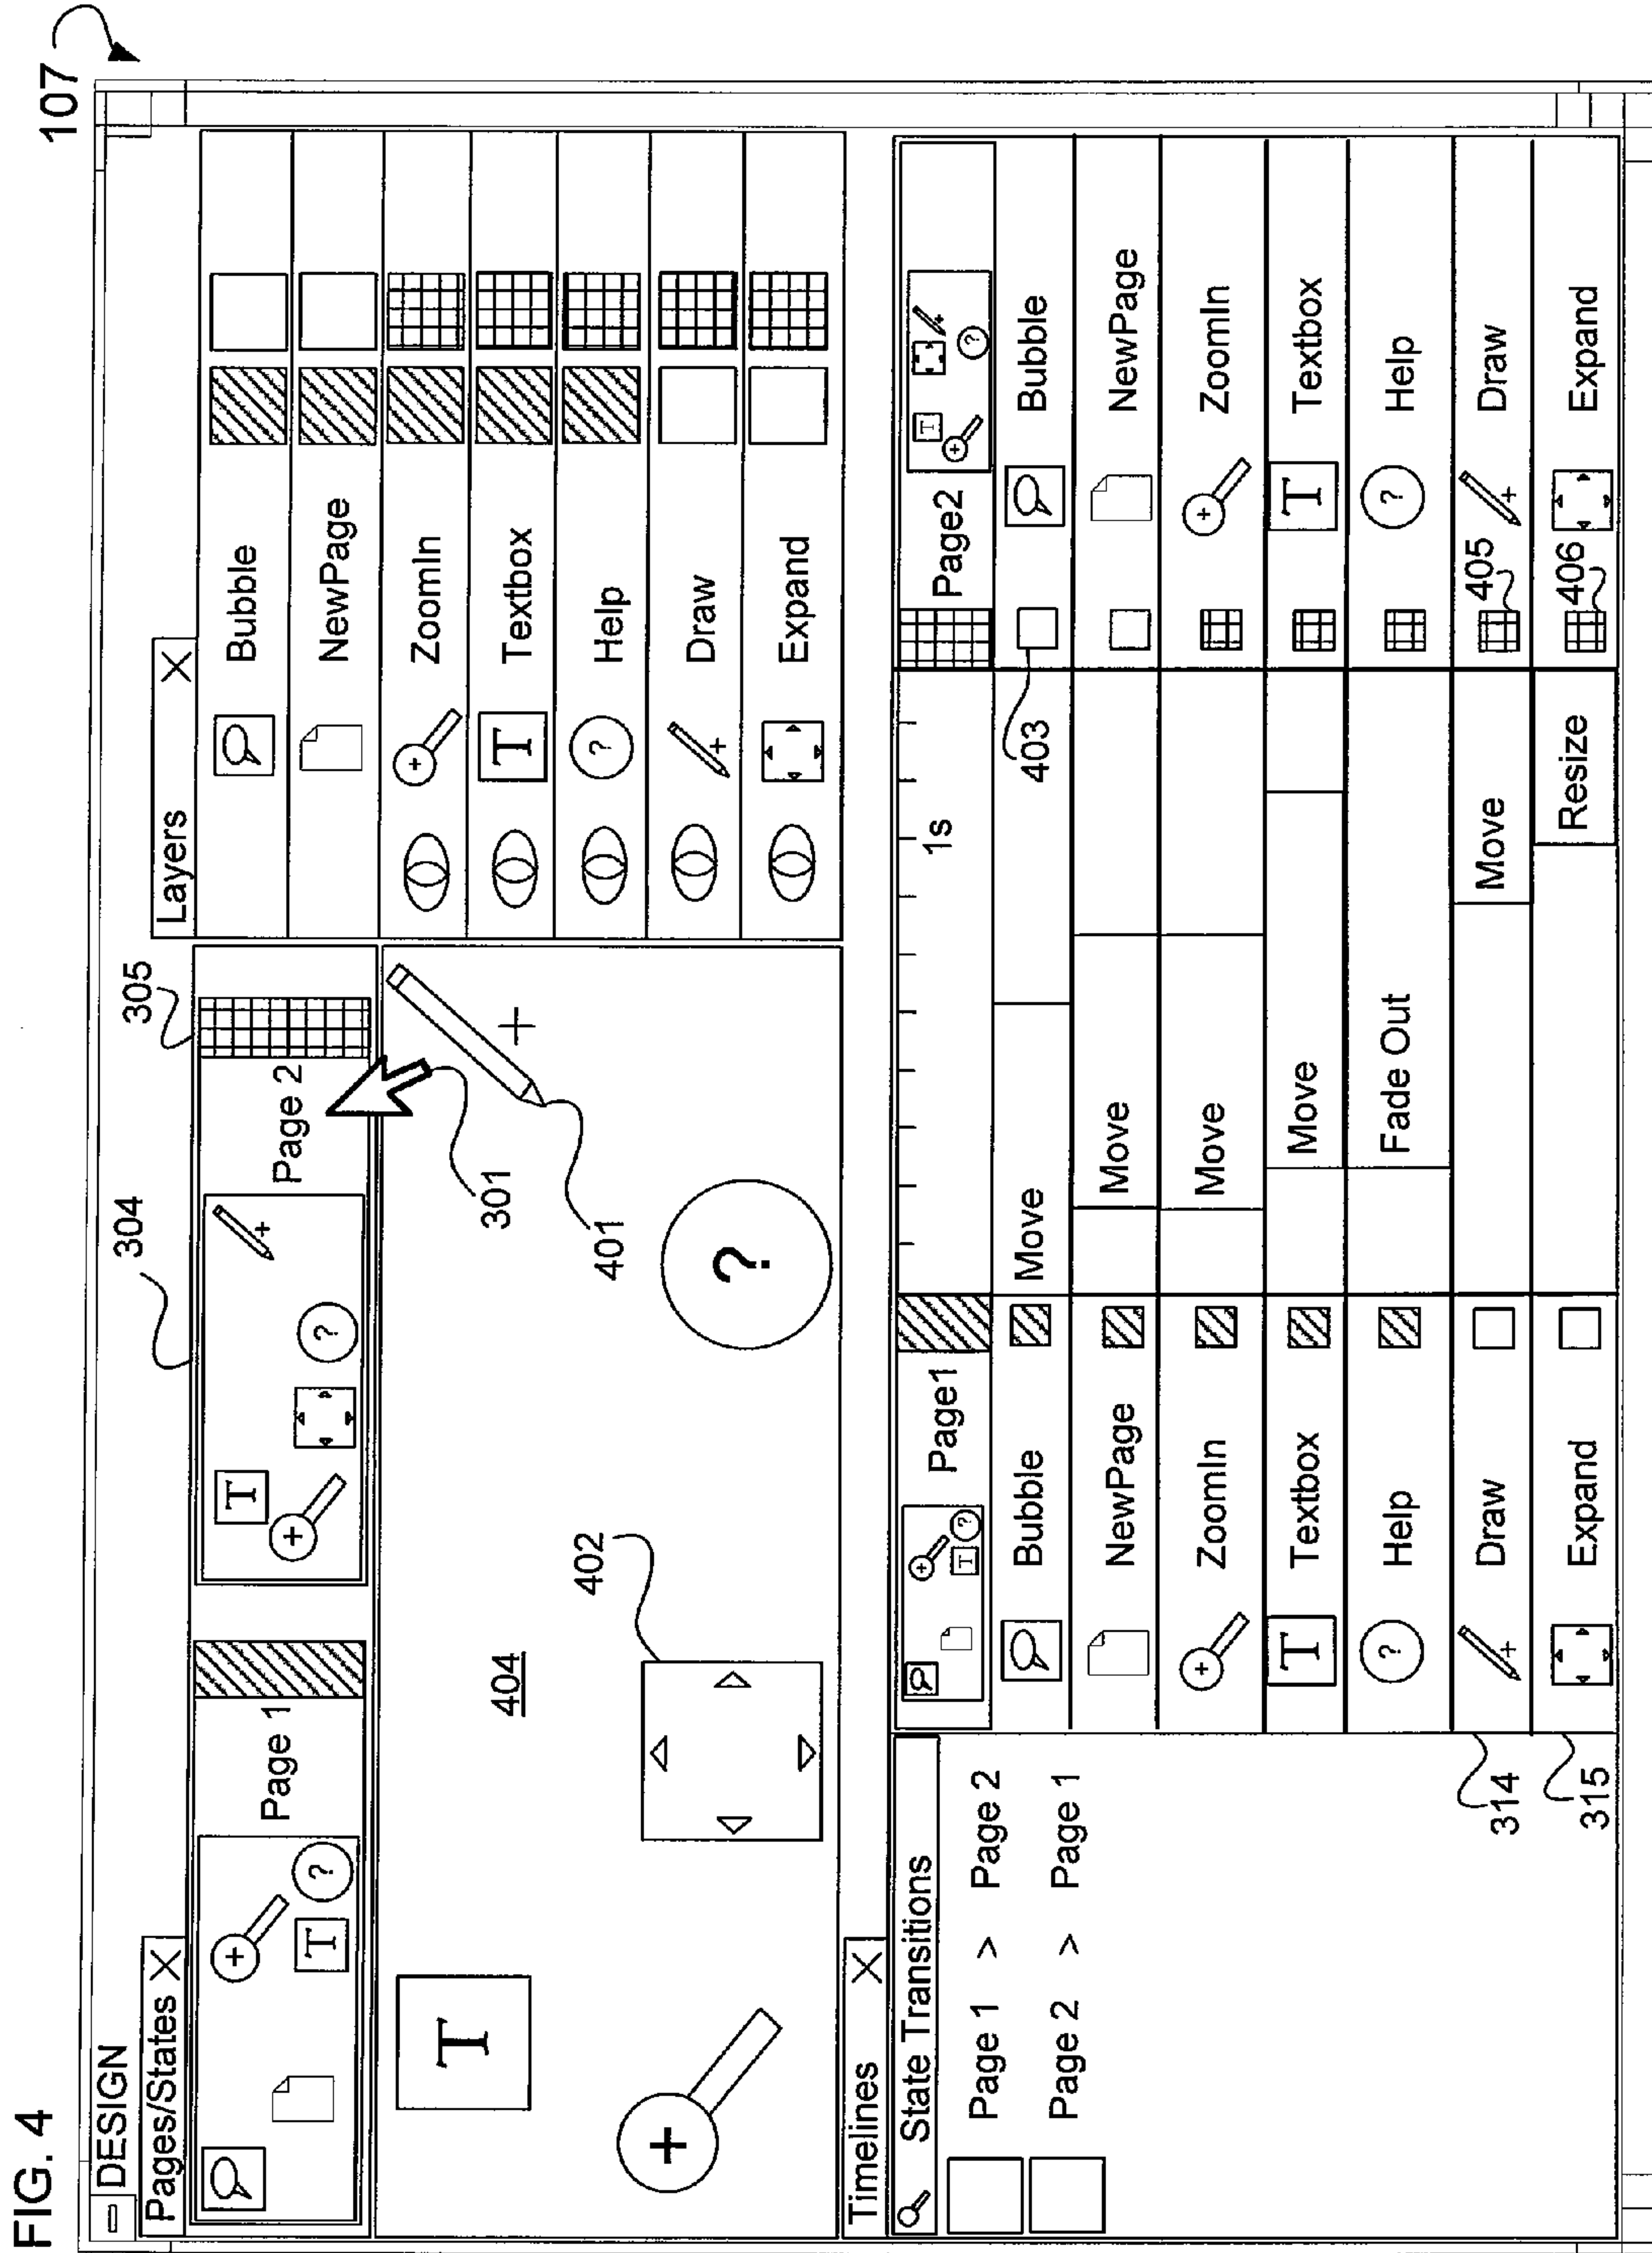 FIG. 4
107
DESIGN
Pages/States X
304
305
Page 1
Page 2
T
?
T
?
301
401
404
402
T
?
+
Layers X
Bubble
NewPage
ZoomIn
T Textbox
? Help
Draw
Expand
Timelines X
State Transitions
Page 1 > Page 2
Page 2 > Page 1
314
315
T ? Page1 1s Page2 T ?
Bubble Move 403 Bubble
NewPage Move NewPage
ZoomIn Move ZoomIn
T Textbox Move T Textbox
? Help Fade Out ? Help
Draw Move 405 Draw
Expand Resize 406 Expand